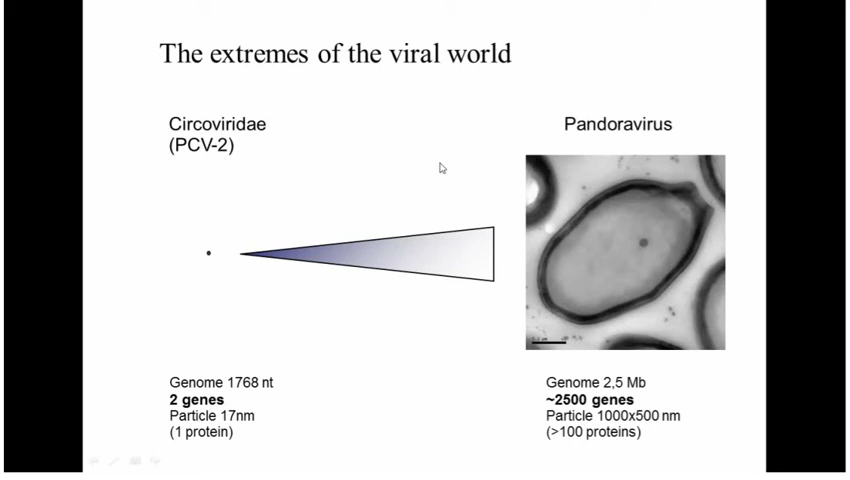 The extremes of the viral world
Circoviridae
(PCV-2)
Pandoravirus
Genome 1768 nt
2 genes
Particle 17nm
(1 protein)
Genome 2,5 Mb
~2500 genes
Particle 1000x500 nm
(>100 proteins)